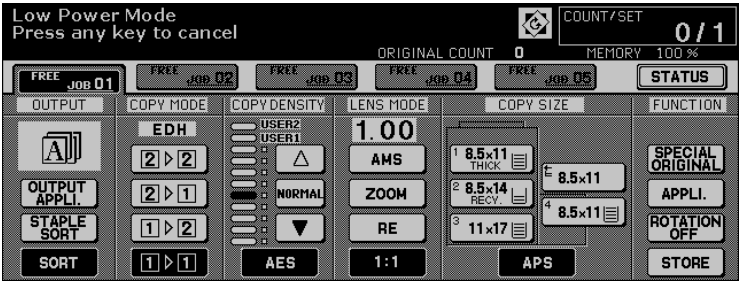 Low Power Mode
Press any key to cancel
COUNT/SET
0/1
ORIGINAL COUNT 0 MEMORY 100 %
FREE JOB 01
FREE JOB 02
FREE JOB 03
FREE JOB 04
FREE JOB 05
STATUS
OUTPUT
COPY MODE
COPY DENSITY
LENS MODE
COPY SIZE
FUNCTION
A
OUTPUT
APPLI.
STAPLE
SORT
SORT
EDH
2▷2
2▷1
1▷2
1▷1
USER2
USER1
NORMAL
AES
1.00
AMS
ZOOM
RE
1:1
1 8.5x11
THICK
2 8.5x14
RECY.
3 11x17
8.5x11
4 8.5x11
APS
SPECIAL
ORIGINAL
APPLI.
ROTATION
OFF
STORE